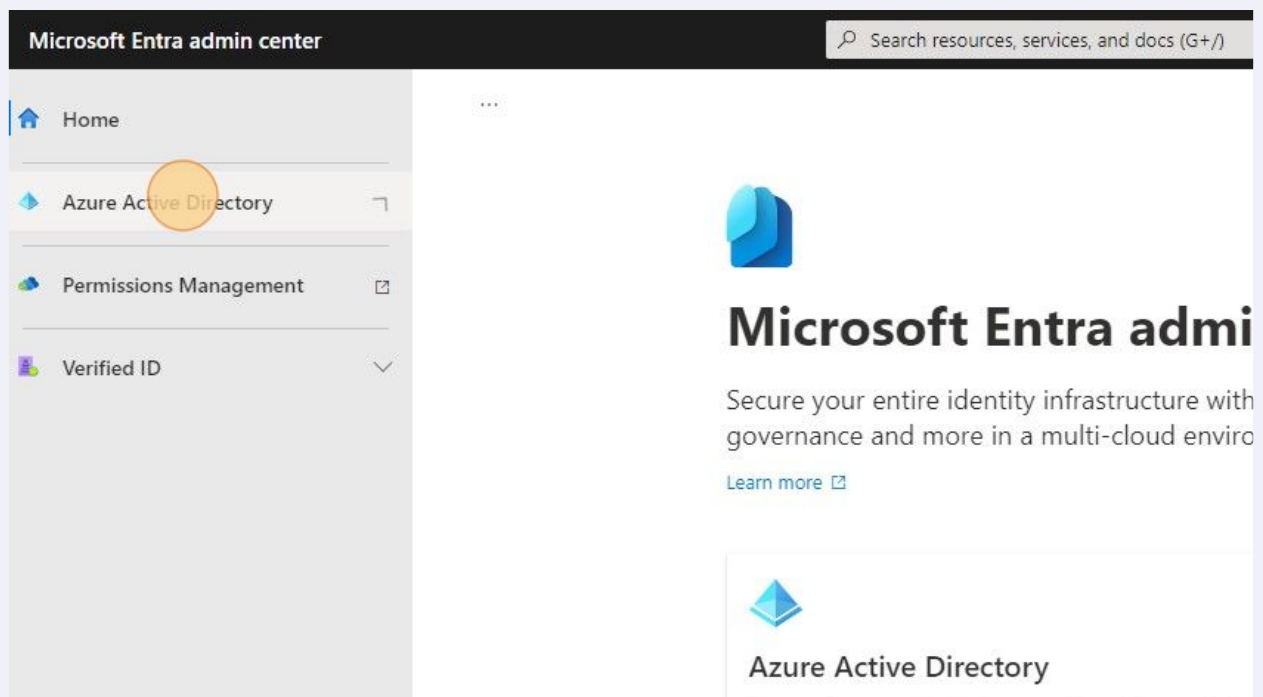 Microsoft Entra admin center
Search resources, services, and docs (G+/)
Home
...
Azure Active Directory
Permissions Management
Verified ID
Microsoft Entra admi
Secure your entire identity infrastructure with
governance and more in a multi-cloud enviro
Learn more
Azure Active Directory